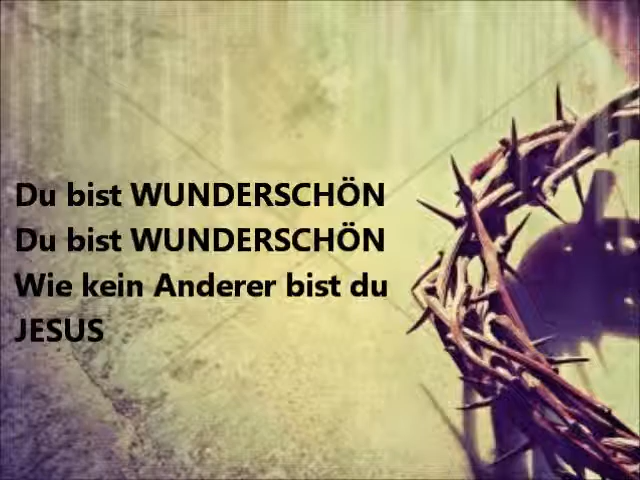 Du bist WUNDERSCHÖN
Du bist WUNDERSCHÖN
Wie kein Anderer bist du
JESUS